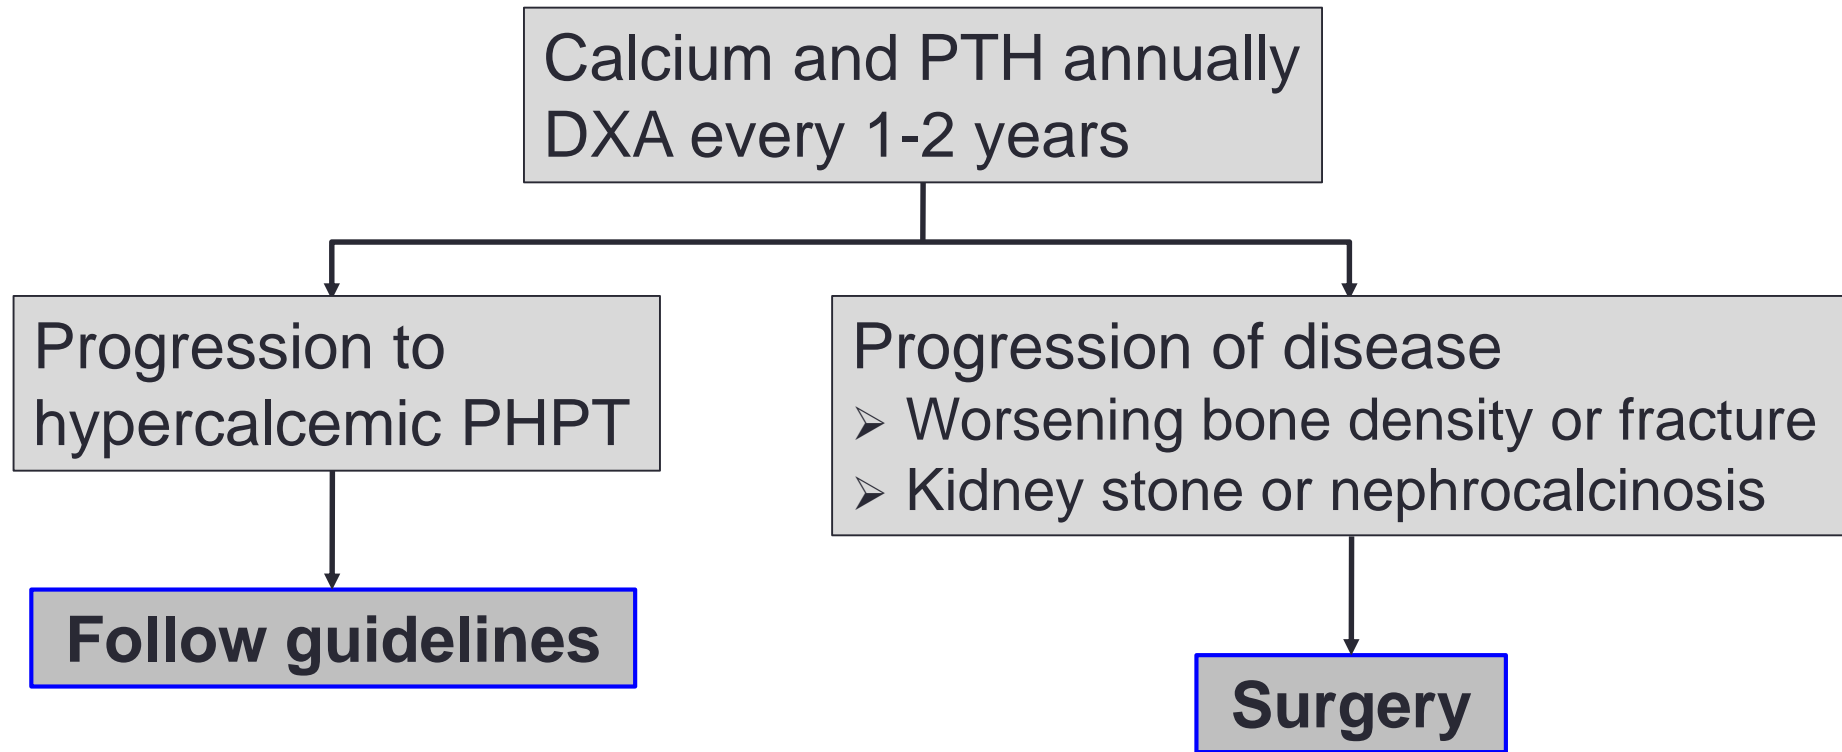 Calcium and PTH annually
DXA every 1-2 years
Progression to
hypercalcemic PHPT
Progression of disease
➢ Worsening bone density or fracture
➢ Kidney stone or nephrocalcinosis
Follow guidelines
Surgery